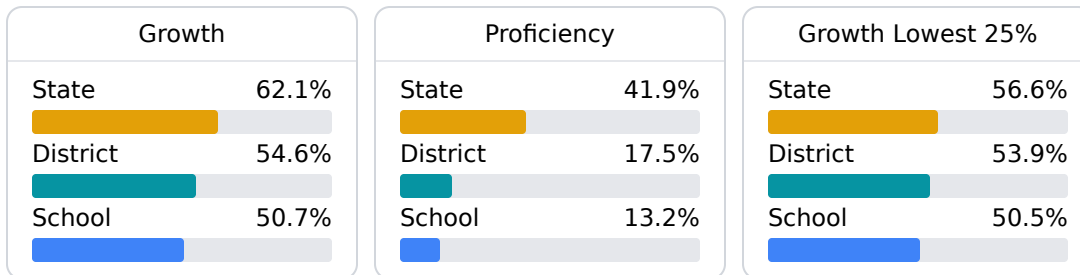 Growth
State 62.1%
District 54.6%
School 50.7%
Proficiency
State 41.9%
District 17.5%
School 13.2%
Growth Lowest 25%
State 56.6%
District 53.9%
School 50.5%